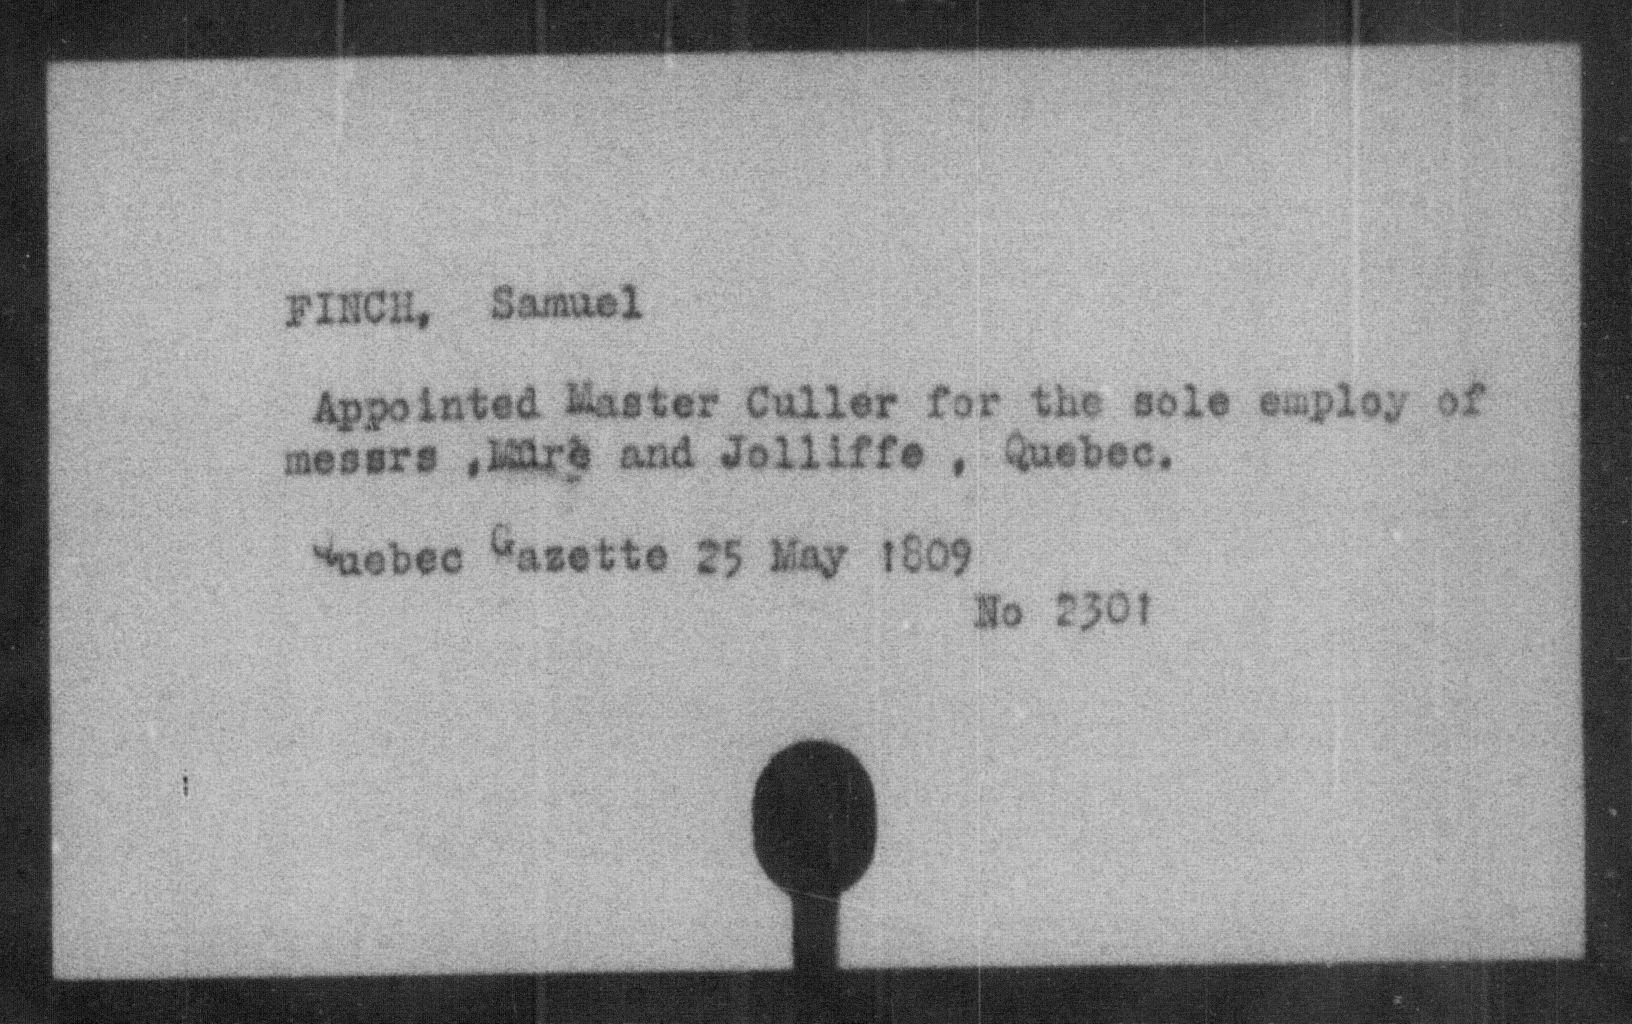 FINCH, Samuel
Appointed Master Culler for the sole employ of
messrs ,Mure and Jolliffe , Quebec.
Quebec Gazette 25 May 1809
No 2301